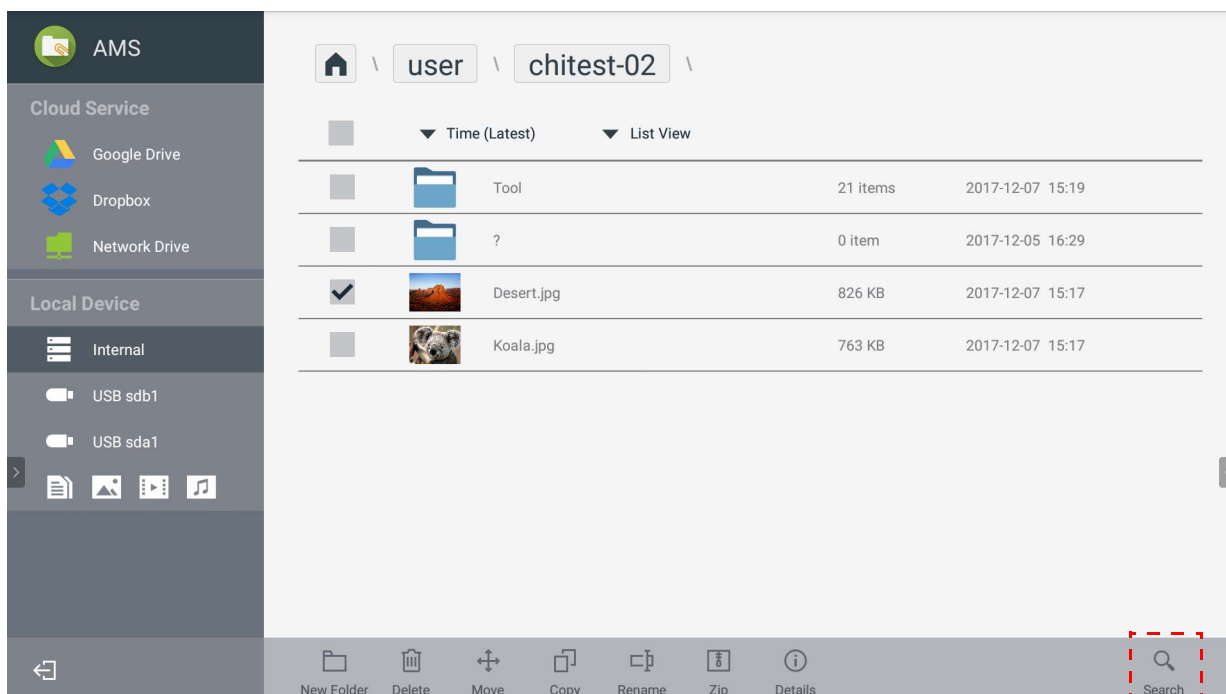 AMS
Cloud Service
Google Drive
Dropbox
Network Drive
Local Device
Internal
USB sdb1
USB sda1
\ user \ chitest-02 \
Time (Latest) List View
Tool 21 items 2017-12-07 15:19
? 0 item 2017-12-05 16:29
Desert.jpg 826 KB 2017-12-07 15:17
Koala.jpg 763 KB 2017-12-07 15:17
New Folder Delete Move Copy Rename Zip Details Search